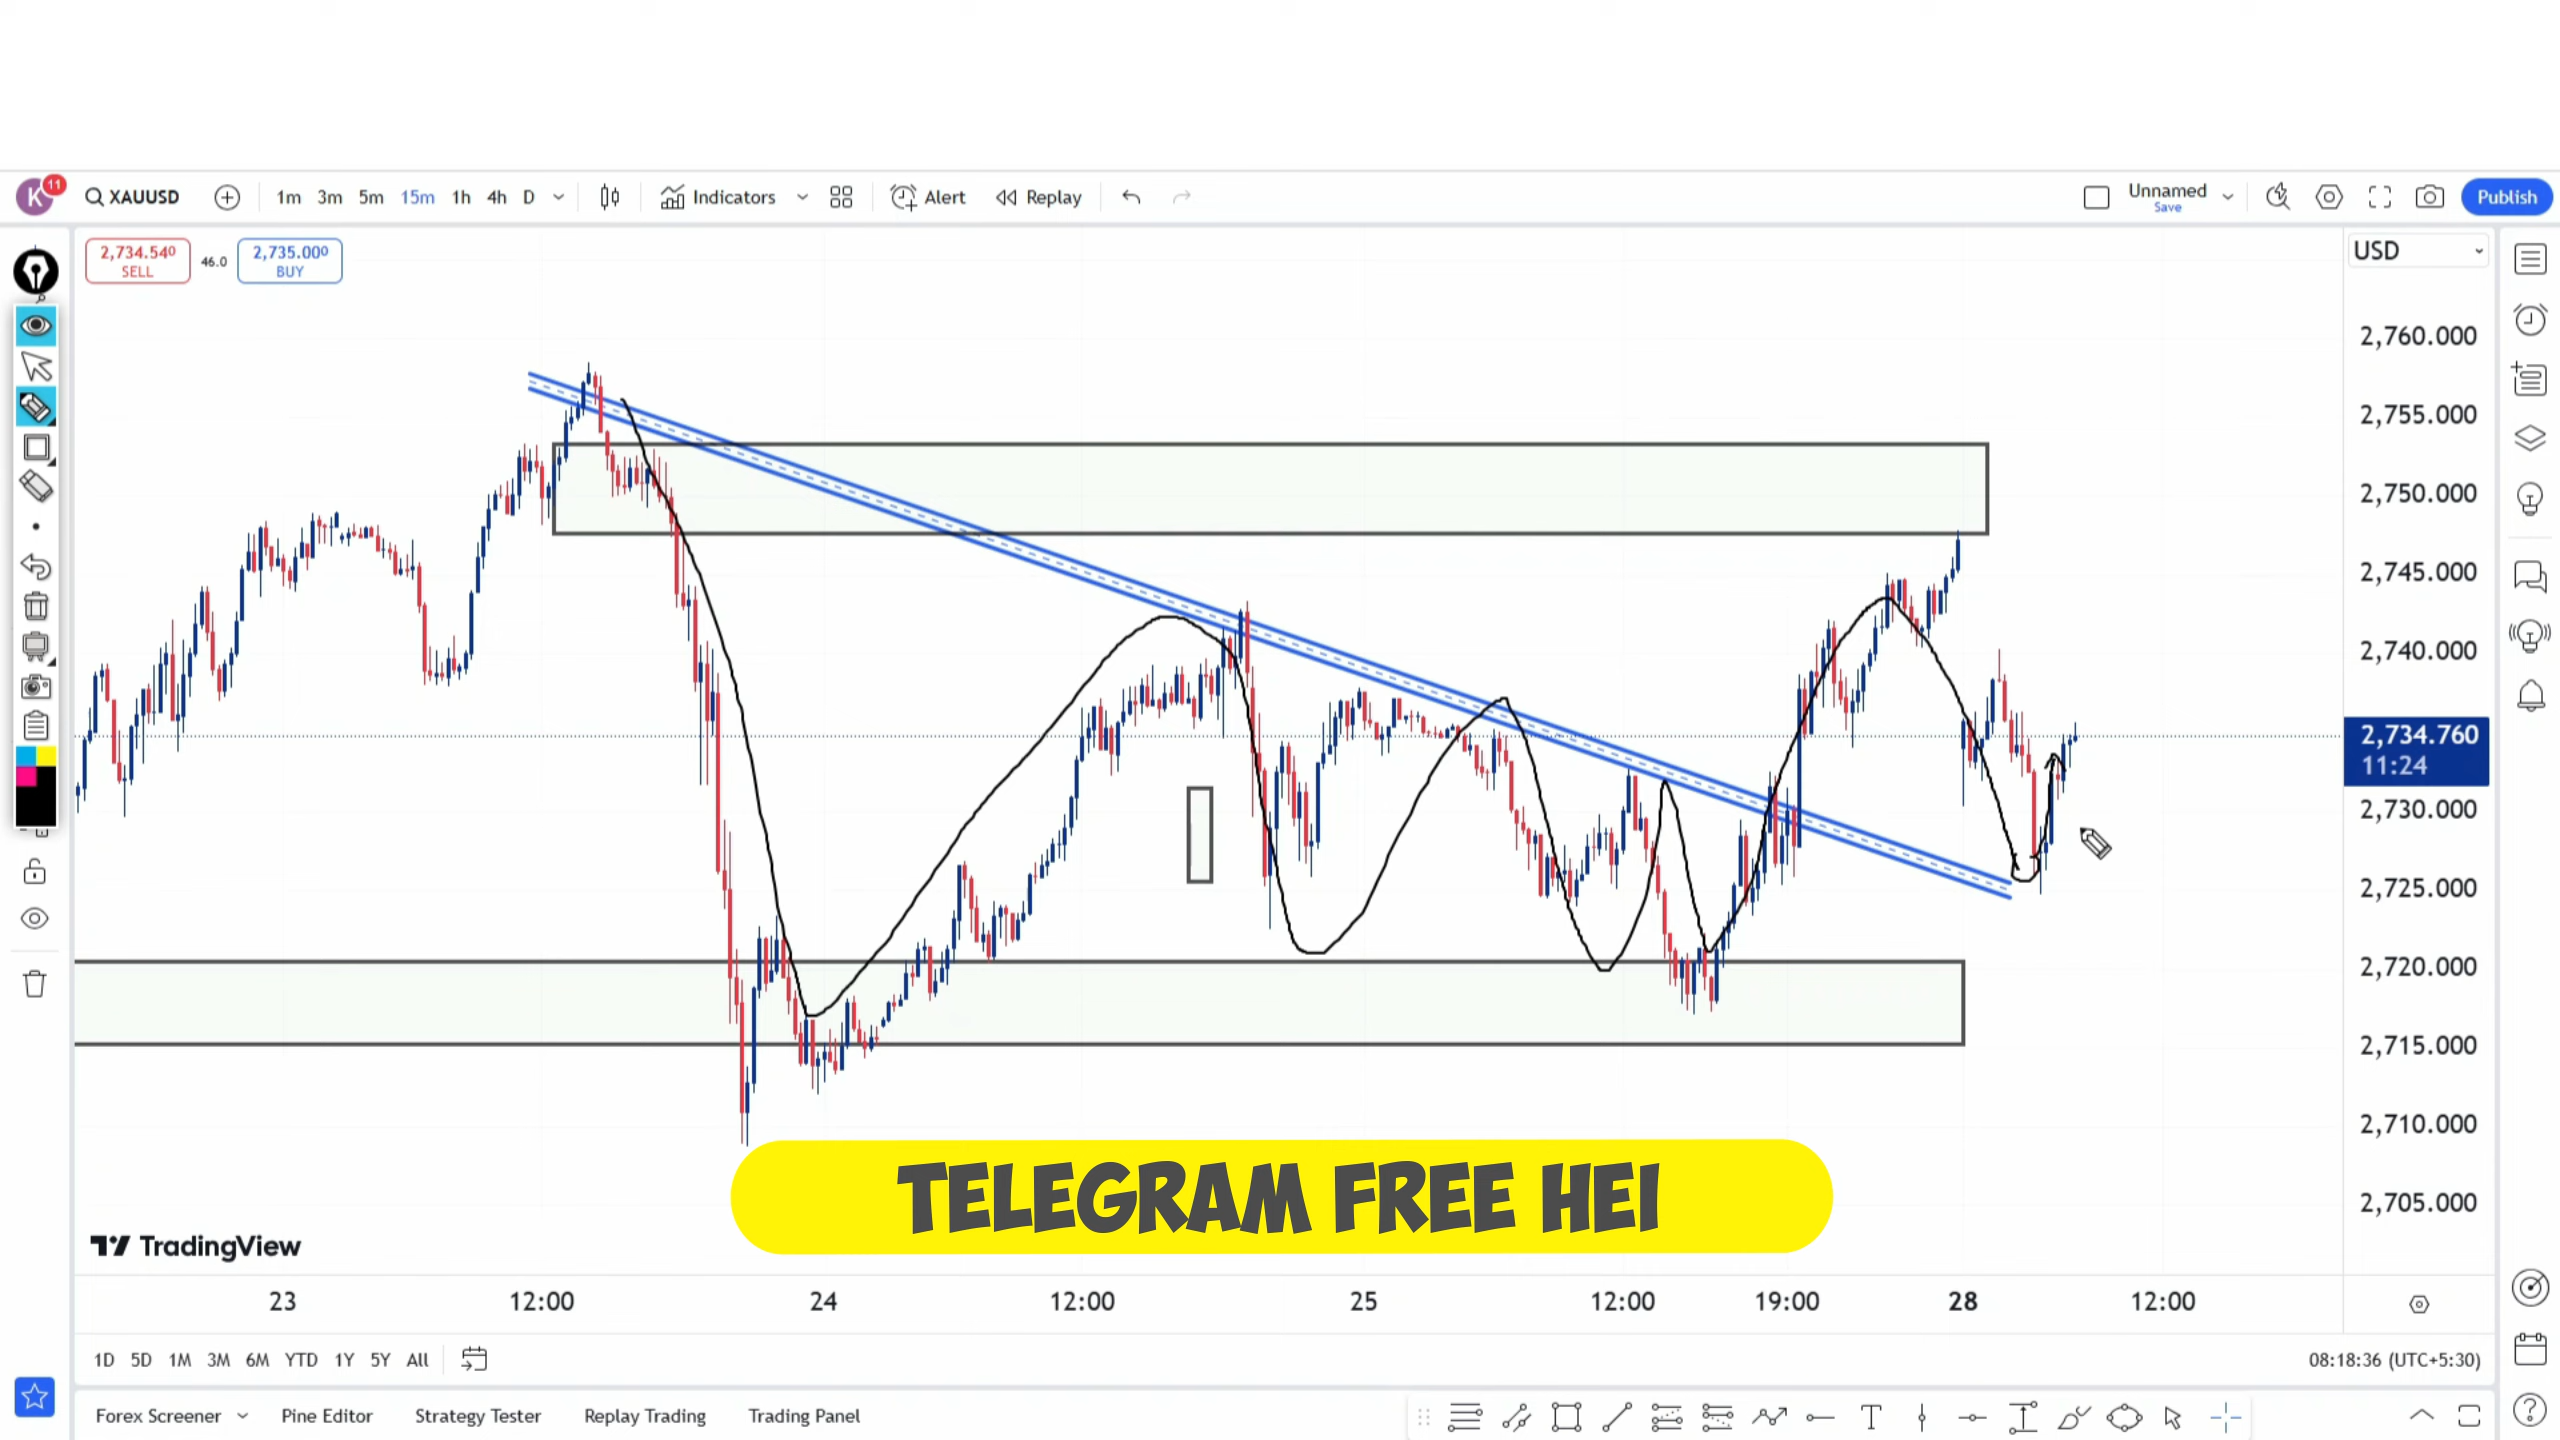 K
11
XAUUSD
1m 3m 5m 15m 1h 4h D
Indicators
Alert
Replay
Unnamed
Save
Publish
2,734.540
SELL
46.0
2,735.000
BUY
USD
2,760.000
2,755.000
2,750.000
2,745.000
2,740.000
2,734.760
11:24
2,730.000
2,725.000
2,720.000
2,715.000
2,710.000
2,705.000
TELEGRAM FREE HEI
TradingView
23 12:00 24 12:00 25 12:00 19:00 28 12:00
1D 5D 1M 3M 6M YTD 1Y 5Y All
08:18:36 (UTC+5:30)
Forex Screener Pine Editor Strategy Tester Replay Trading Trading Panel